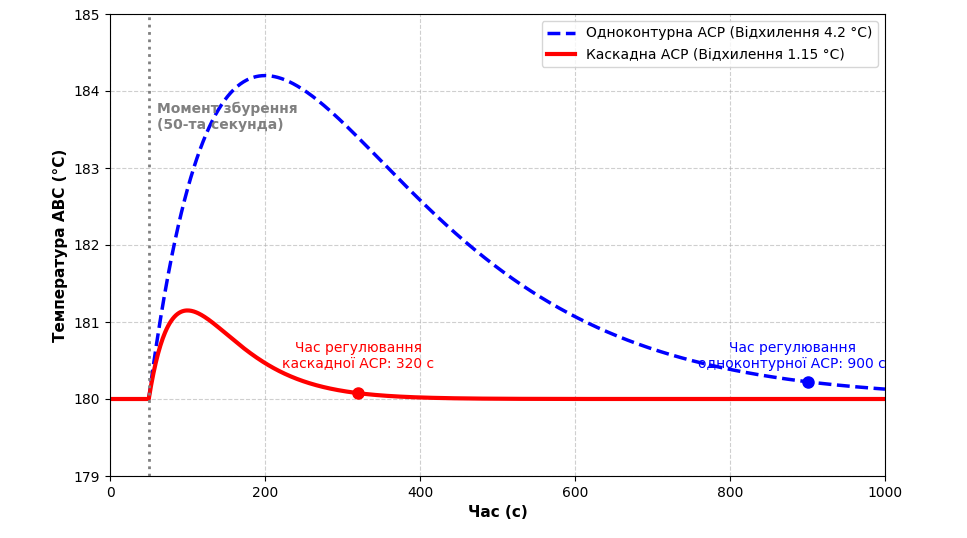 185
184
183
182
181
180
179
Температура АВС (°C)
Одноконтурна АСР (Відхилення 4.2 °C)
Каскадна АСР (Відхилення 1.15 °C)
Момент збурення
(50-та секунда)
Час регулювання
каскадної АСР: 320 с
Час регулювання
одноконтурної АСР: 900 с
0 200 400 600 800 1000
Час (с)